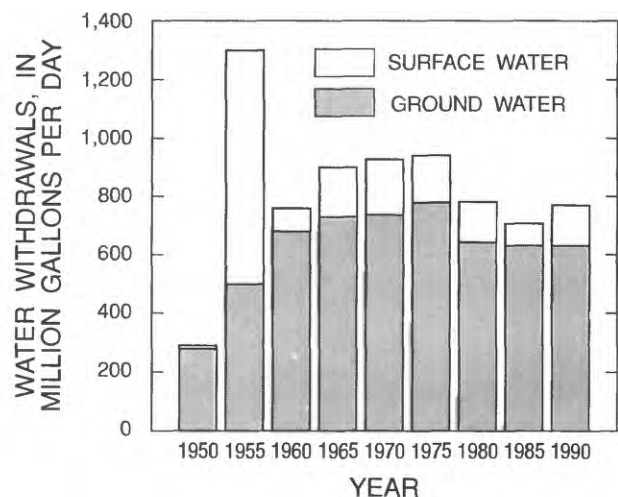 WATER WITHDRAWALS, IN
MILLION GALLONS PER DAY
1,400
1,200
1,000
800
600
400
200
0
SURFACE WATER
GROUND WATER
1950 1955 1960 1965 1970 1975 1980 1985 1990
YEAR